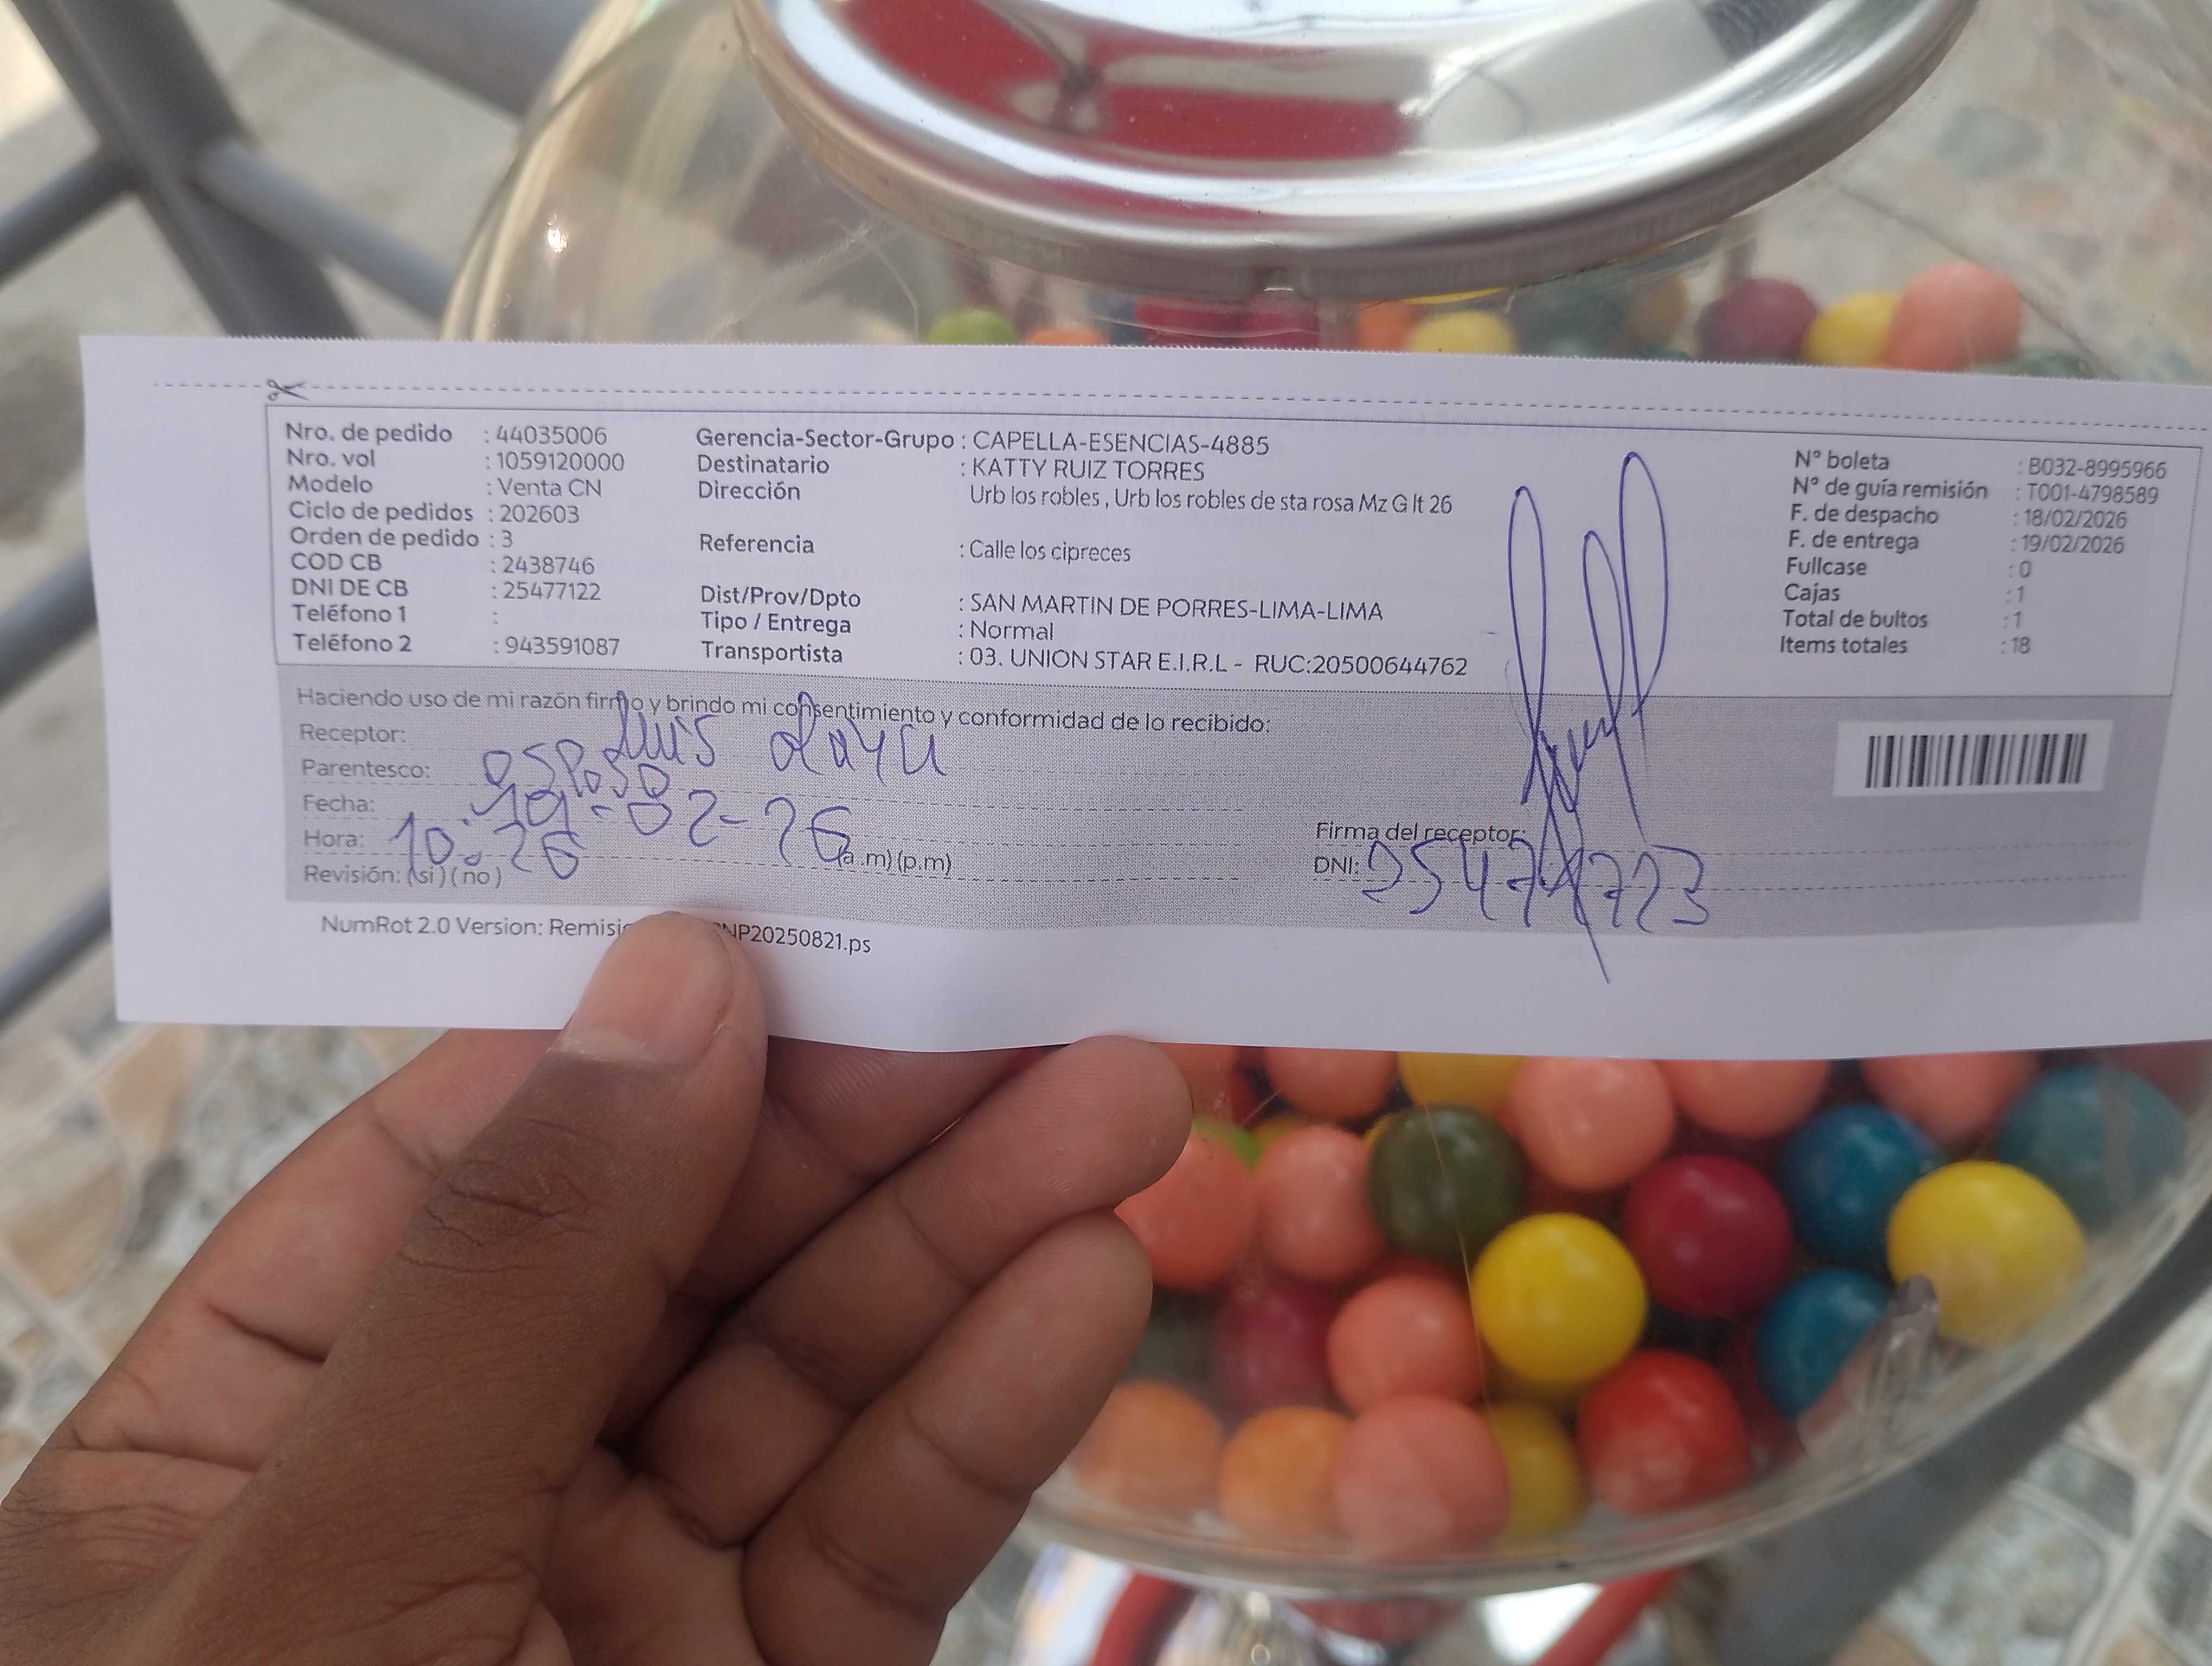 Nro. de pedido : 44035006
Nro. vol : 1059120000
Modelo : Venta CN
Ciclo de pedidos : 202603
Orden de pedido : 3
COD CB : 2438746
DNI DE CB : 25477122
Teléfono 1 :
Teléfono 2 : 943591087
Gerencia-Sector-Grupo : CAPELLA-ESENCIAS-4885
Destinatario : KATTY RUIZ TORRES
Dirección Urb los robles , Urb los robles de sta rosa Mz G lt 26
Referencia : Calle los cipreces
Dist/Prov/Dpto : SAN MARTIN DE PORRES-LIMA-LIMA
Tipo / Entrega : Normal
Transportista : 03. UNION STAR E.I.R.L - RUC:20500644762
N° boleta : B032-8995966
N° de guía remisión : T001-4798589
F. de despacho : 18/02/2026
F. de entrega : 19/02/2026
Fullcase : 0
Cajas : 1
Total de bultos : 1
Items totales : 18
Haciendo uso de mi razón firmo y brindo mi consentimiento y conformidad de lo recibido:
Receptor: Luis Olaya
Parentesco: esposo
Fecha: 19-02-26
Hora: 10:26 (a.m) (p.m)
Revisión: (si) (no)
Firma del receptor:
DNI:
NumRot 2.0 Version: NP20250821.ps